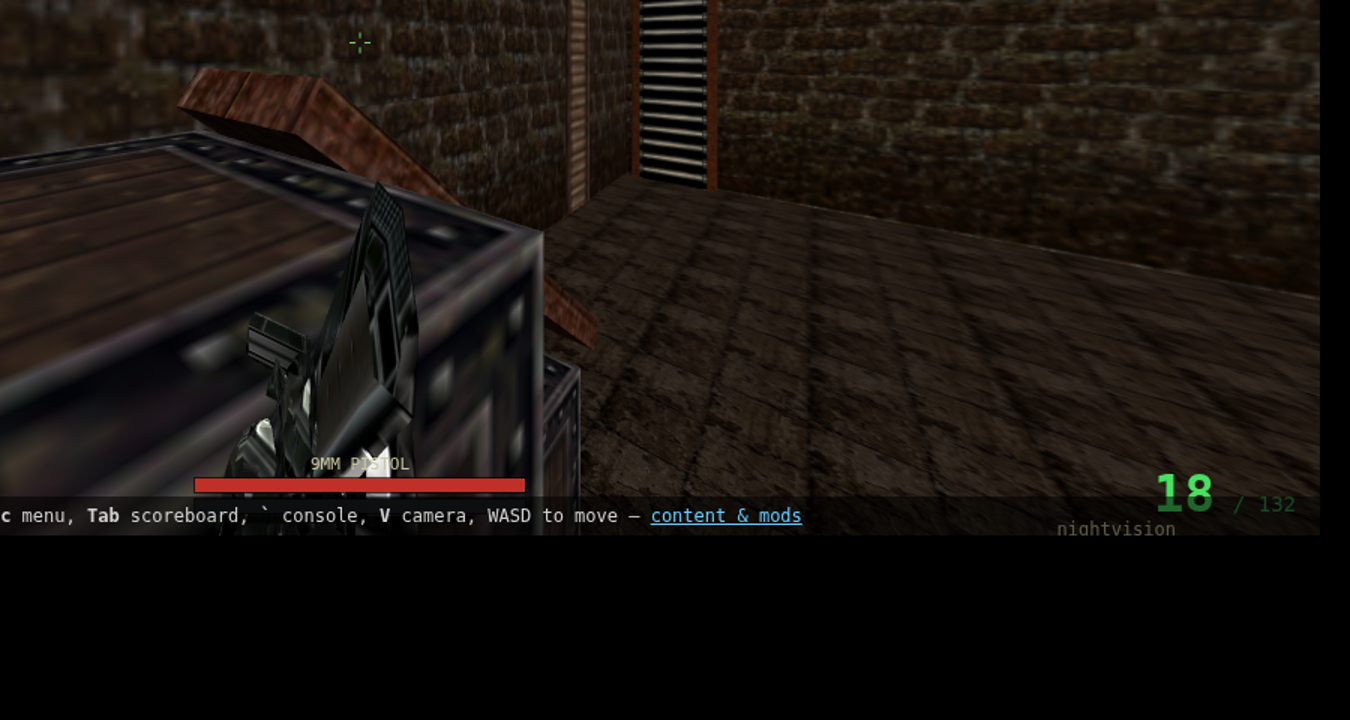 9MM PISTOL
c menu, Tab scoreboard, ` console, V camera, WASD to move — content & mods
18 / 132
nightvision